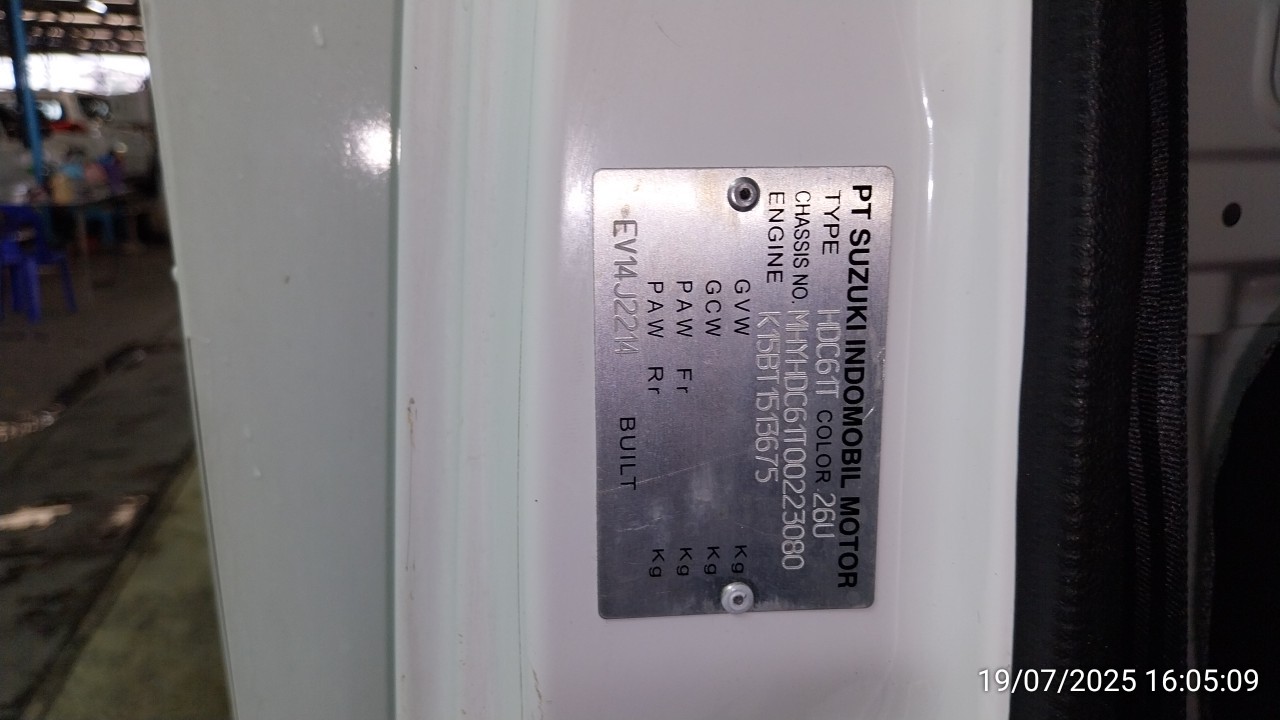 PT SUZUKI INDOMOBIL MOTOR
TYPE HDC61T COLOR 26U
CHASSIS NO. MHYHDC61T00223080
ENGINE K15BT1513675
GVW Kg
GCW Kg
PAW Fr Kg
PAW Rr Kg
EV14J2214 BUILT
19/07/2025 16:05:09